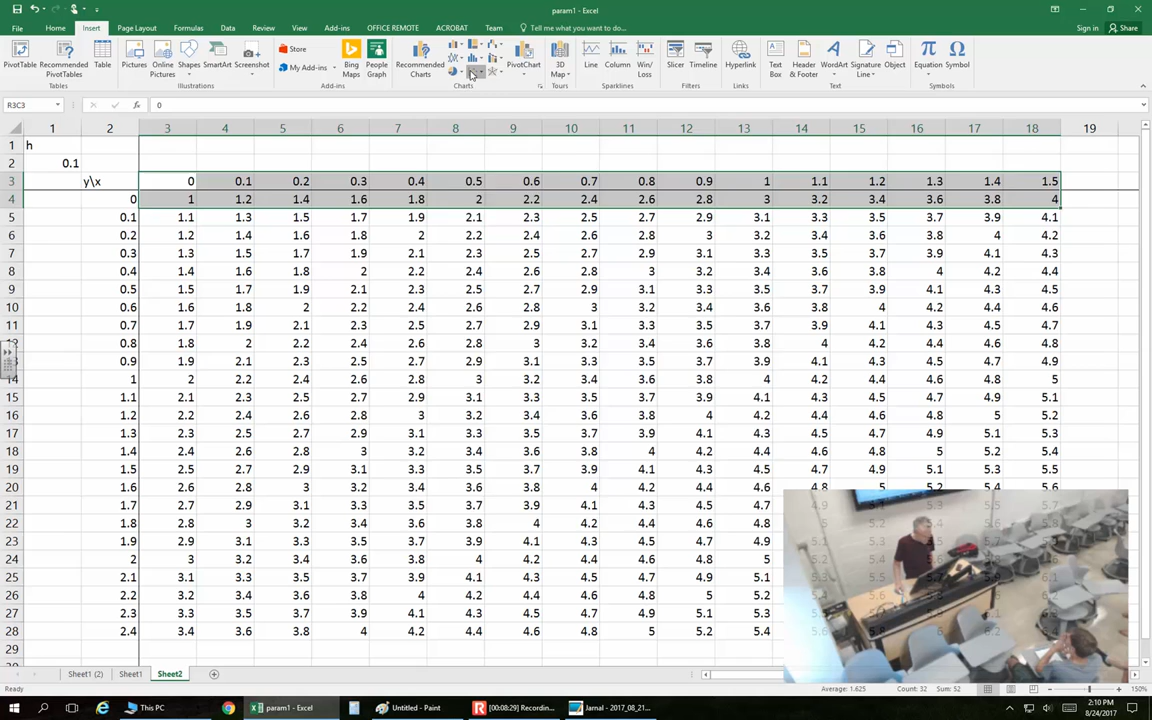 param1 - Excel
File Home Insert Page Layout Formulas Data Review View Add-ins OFFICE REMOTE ACROBAT Team Tell me what you want to do... Sign in Share
PivotTable Recommended PivotTables Table Pictures Online Pictures Shapes SmartArt Screenshot Store My Add-ins Bing Maps People Graph Recommended Charts PivotChart 3D Map Line Column Win/Loss Slicer Timeline Hyperlink Text Box Header & Footer WordArt Signature Line Object Equation Symbol
Tables Illustrations Add-ins Charts Tours Sparklines Filters Links Text Symbols
R3C3 fx 0
1 2 3 4 5 6 7 8 9 10 11 12 13 14 15 16 17 18 19
1 h
2 0.1
3 y\x 0 0.1 0.2 0.3 0.4 0.5 0.6 0.7 0.8 0.9 1 1.1 1.2 1.3 1.4 1.5
4 0 1 1.2 1.4 1.6 1.8 2 2.2 2.4 2.6 2.8 3 3.2 3.4 3.6 3.8 4
5 0.1 1.1 1.3 1.5 1.7 1.9 2.1 2.3 2.5 2.7 2.9 3.1 3.3 3.5 3.7 3.9 4.1
6 0.2 1.2 1.4 1.6 1.8 2 2.2 2.4 2.6 2.8 3 3.2 3.4 3.6 3.8 4 4.2
7 0.3 1.3 1.5 1.7 1.9 2.1 2.3 2.5 2.7 2.9 3.1 3.3 3.5 3.7 3.9 4.1 4.3
8 0.4 1.4 1.6 1.8 2 2.2 2.4 2.6 2.8 3 3.2 3.4 3.6 3.8 4 4.2 4.4
9 0.5 1.5 1.7 1.9 2.1 2.3 2.5 2.7 2.9 3.1 3.3 3.5 3.7 3.9 4.1 4.3 4.5
10 0.6 1.6 1.8 2 2.2 2.4 2.6 2.8 3 3.2 3.4 3.6 3.8 4 4.2 4.4 4.6
11 0.7 1.7 1.9 2.1 2.3 2.5 2.7 2.9 3.1 3.3 3.5 3.7 3.9 4.1 4.3 4.5 4.7
12 0.8 1.8 2 2.2 2.4 2.6 2.8 3 3.2 3.4 3.6 3.8 4 4.2 4.4 4.6 4.8
13 0.9 1.9 2.1 2.3 2.5 2.7 2.9 3.1 3.3 3.5 3.7 3.9 4.1 4.3 4.5 4.7 4.9
14 1 2 2.2 2.4 2.6 2.8 3 3.2 3.4 3.6 3.8 4 4.2 4.4 4.6 4.8 5
15 1.1 2.1 2.3 2.5 2.7 2.9 3.1 3.3 3.5 3.7 3.9 4.1 4.3 4.5 4.7 4.9 5.1
16 1.2 2.2 2.4 2.6 2.8 3 3.2 3.4 3.6 3.8 4 4.2 4.4 4.6 4.8 5 5.2
17 1.3 2.3 2.5 2.7 2.9 3.1 3.3 3.5 3.7 3.9 4.1 4.3 4.5 4.7 4.9 5.1 5.3
18 1.4 2.4 2.6 2.8 3 3.2 3.4 3.6 3.8 4 4.2 4.4 4.6 4.8 5 5.2 5.4
19 1.5 2.5 2.7 2.9 3.1 3.3 3.5 3.7 3.9 4.1 4.3 4.5 4.7 4.9 5.1 5.3 5.5
20 1.6 2.6 2.8 3 3.2 3.4 3.6 3.8 4 4.2 4.4 4.6 4.8 5 5.2 5.4 5.6
21 1.7 2.7 2.9 3.1 3.3 3.5 3.7 3.9 4.1 4.3 4.5 4.7 4.9 5.1 5.3 5.5 5.7
22 1.8 2.8 3 3.2 3.4 3.6 3.8 4 4.2 4.4 4.6 4.8
23 1.9 2.9 3.1 3.3 3.5 3.7 3.9 4.1 4.3 4.5 4.7 4.9
24 2 3 3.2 3.4 3.6 3.8 4 4.2 4.4 4.6 4.8 5
25 2.1 3.1 3.3 3.5 3.7 3.9 4.1 4.3 4.5 4.7 4.9 5.1
26 2.2 3.2 3.4 3.6 3.8 4 4.2 4.4 4.6 4.8 5 5.2
27 2.3 3.3 3.5 3.7 3.9 4.1 4.3 4.5 4.7 4.9 5.1 5.3
28 2.4 3.4 3.6 3.8 4 4.2 4.4 4.6 4.8 5 5.2 5.4
29
Sheet1 (2) Sheet1 Sheet2
Ready Average: 1.625 Count: 32 Sum: 52 150%
This PC param1 - Excel Untitled - Paint [00:08:29] Recordin... Jamal - 2017_08_21... 2:10 PM
8/24/2017